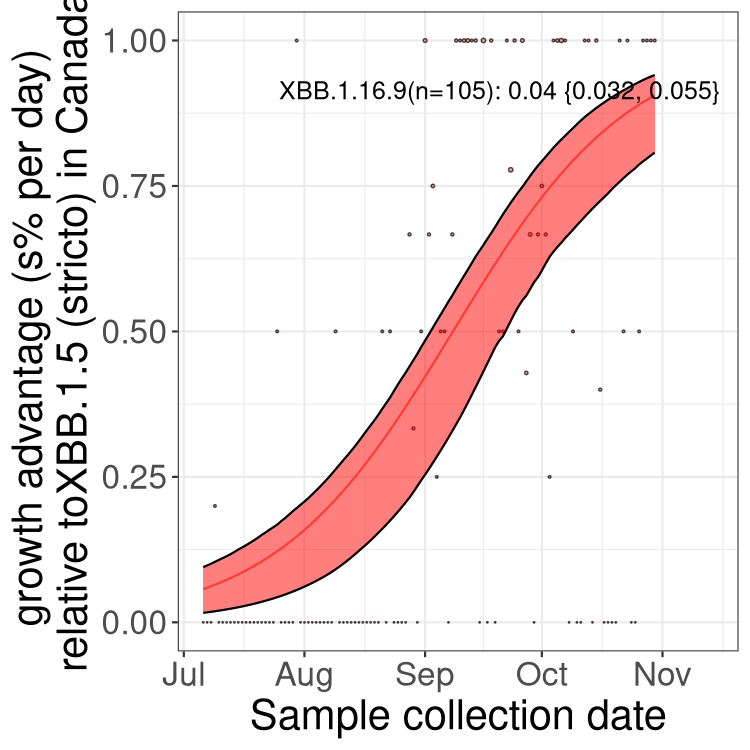 growth advantage (s% per day)
relative toXBB.1.5 (stricto) in Canada
1.00
0.75
0.50
0.25
0.00
XBB.1.16.9(n=105): 0.04 {0.032, 0.055}
Jul Aug Sep Oct Nov
Sample collection date